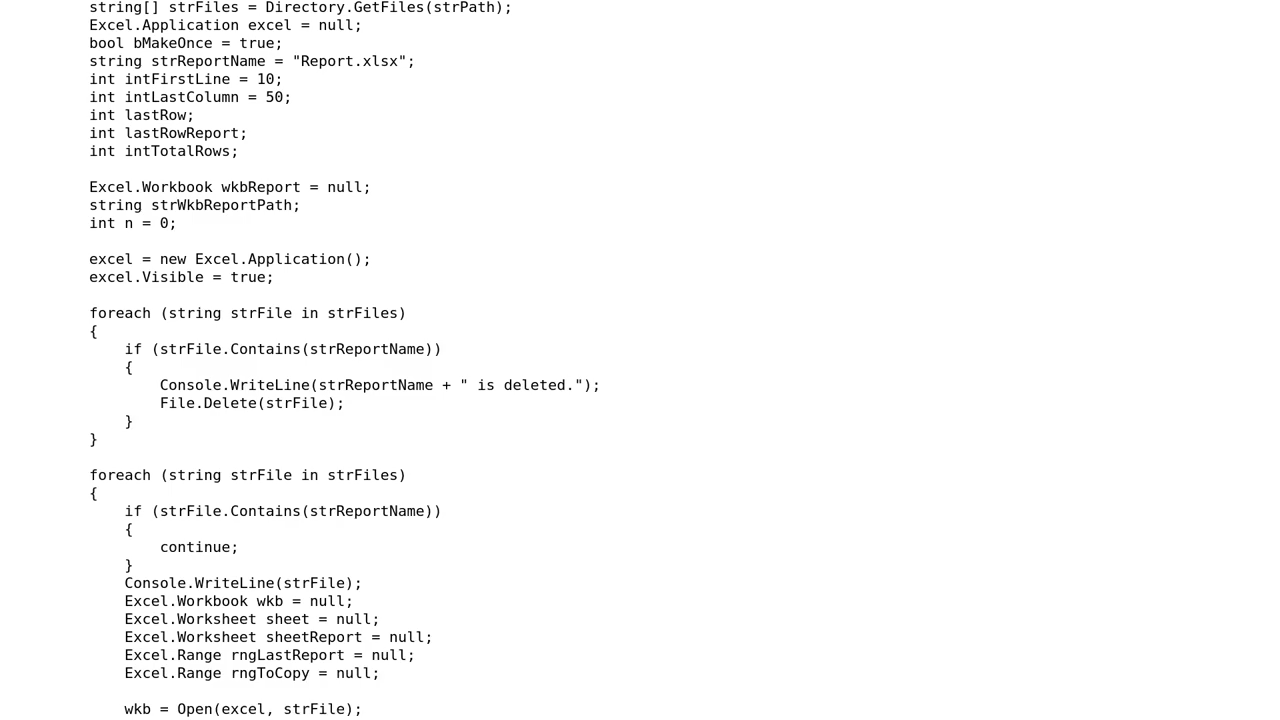 string[] strFiles = Directory.GetFiles(strPath);
Excel.Application excel = null;
bool bMakeOnce = true;
string strReportName = "Report.xlsx";
int intFirstLine = 10;
int intLastColumn = 50;
int lastRow;
int lastRowReport;
int intTotalRows;

Excel.Workbook wkbReport = null;
string strWkbReportPath;
int n = 0;

excel = new Excel.Application();
excel.Visible = true;

foreach (string strFile in strFiles)
{
    if (strFile.Contains(strReportName))
    {
        Console.WriteLine(strReportName + " is deleted.");
        File.Delete(strFile);
    }
}

foreach (string strFile in strFiles)
{
    if (strFile.Contains(strReportName))
    {
        continue;
    }
    Console.WriteLine(strFile);
    Excel.Workbook wkb = null;
    Excel.Worksheet sheet = null;
    Excel.Worksheet sheetReport = null;
    Excel.Range rngLastReport = null;
    Excel.Range rngToCopy = null;

    wkb = Open(excel, strFile);